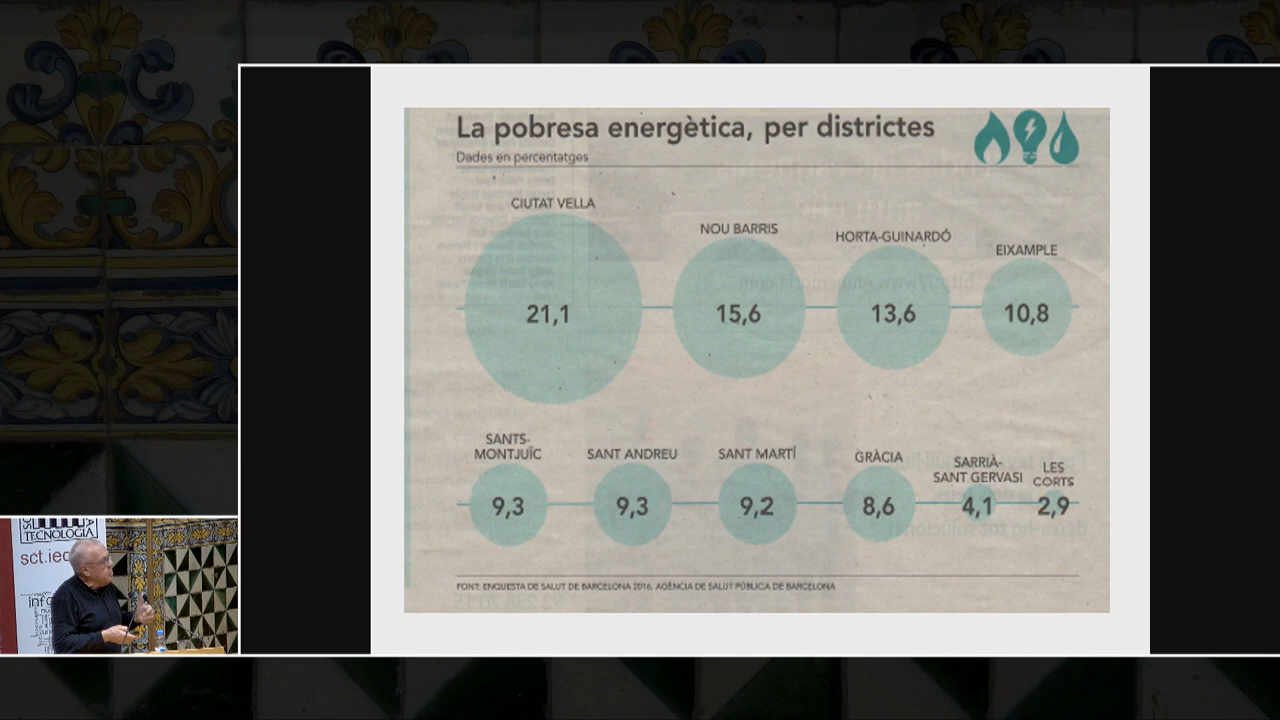 La pobresa energètica, per districtes
Dades en percentatges
CIUTAT VELLA
NOU BARRIS
HORTA-GUINARDÓ
EIXAMPLE
21,1
15,6
13,6
10,8
SANTS-
MONTJUÏC
SANT ANDREU
SANT MARTÍ
GRÀCIA
SARRIÀ-
SANT GERVASI
LES
CORTS
9,3
9,3
9,2
8,6
4,1
2,9
FONT: ENQUESTA DE SALUT DE BARCELONA 2016. AGÈNCIA DE SALUT PÚBLICA DE BARCELONA
TECNOLOGIA
sct.iec